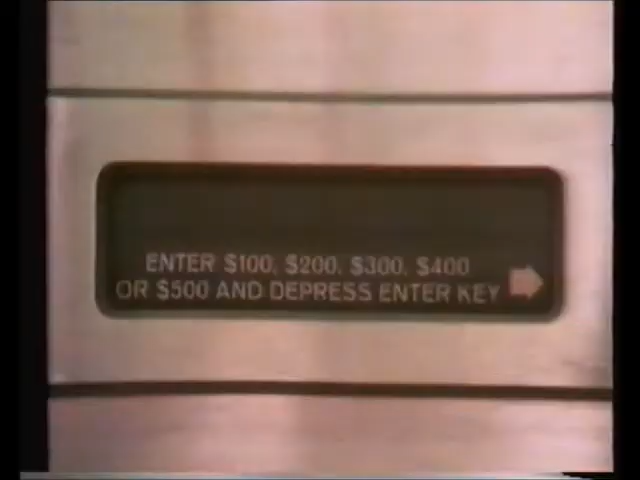 ENTER $100, $200, $300, $400
OR $500 AND DEPRESS ENTER KEY